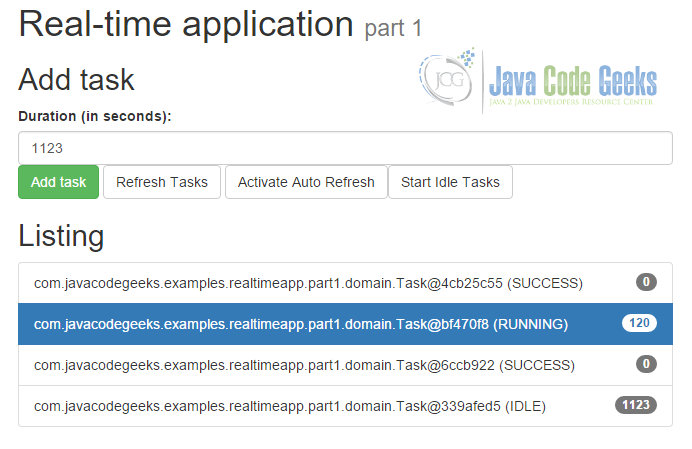 Real-time application part 1
Add task
JCG Java Code Geeks
JAVA 2 JAVA DEVELOPERS RESOURCE CENTER
Duration (in seconds):
1123
Add task Refresh Tasks Activate Auto Refresh Start Idle Tasks
Listing
com.javacodegeeks.examples.realtimeapp.part1.domain.Task@4cb25c55 (SUCCESS) 0
com.javacodegeeks.examples.realtimeapp.part1.domain.Task@bf470f8 (RUNNING) 120
com.javacodegeeks.examples.realtimeapp.part1.domain.Task@6ccb922 (SUCCESS) 0
com.javacodegeeks.examples.realtimeapp.part1.domain.Task@339afed5 (IDLE) 1123